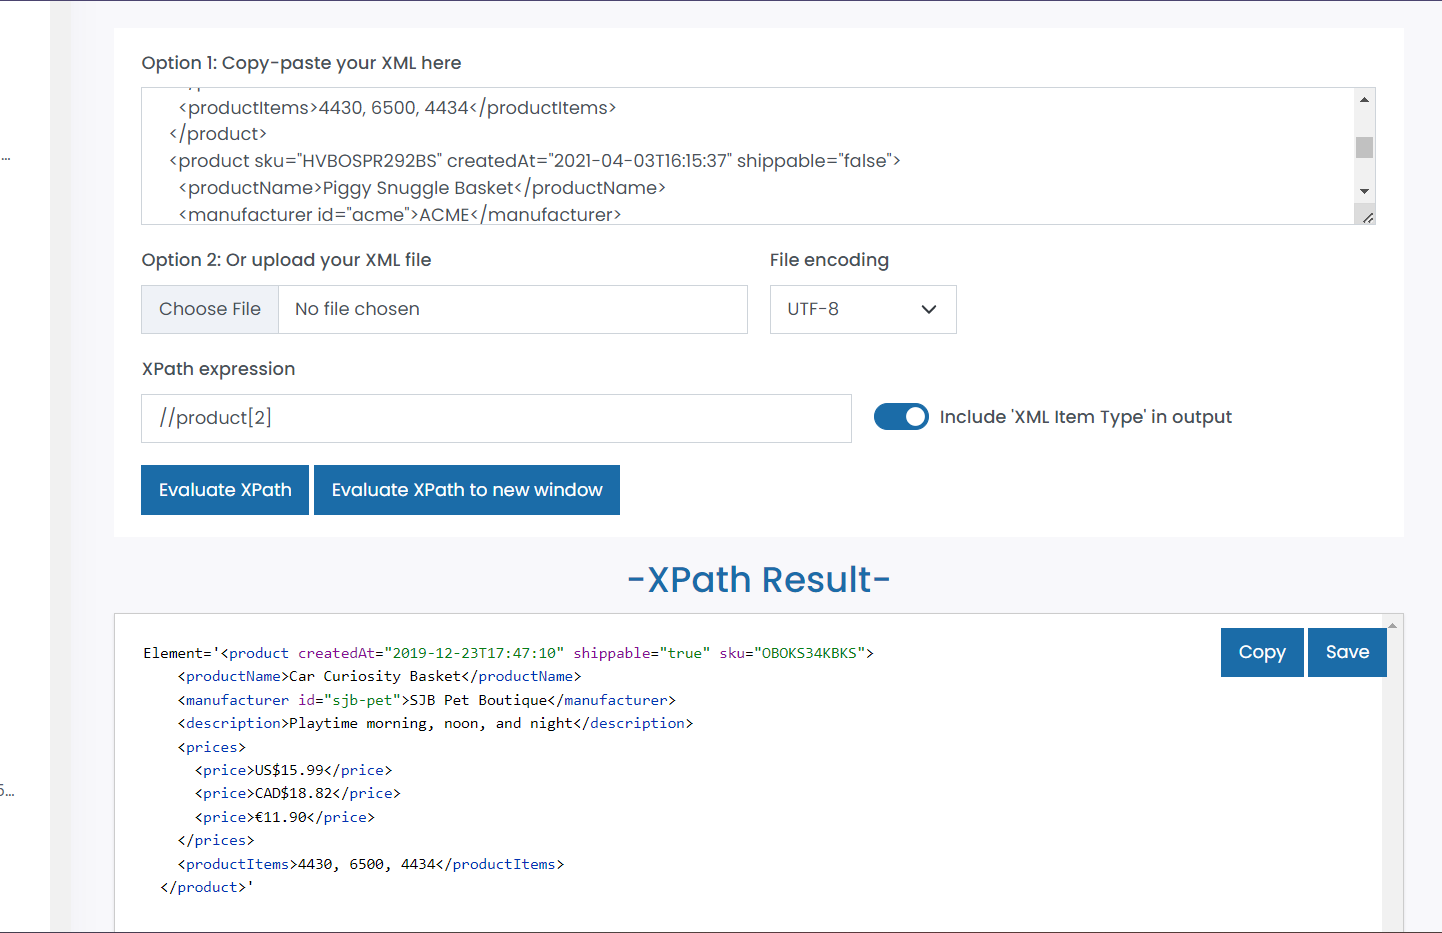 Option 1: Copy-paste your XML here
<productItems>4430, 6500, 4434</productItems>
</product>
<product sku="HVBOSPR292BS" createdAt="2021-04-03T16:15:37" shippable="false">
<productName>Piggy Snuggle Basket</productName>
<manufacturer id="acme">ACME</manufacturer>
Option 2: Or upload your XML file
File encoding
Choose File
No file chosen
UTF-8
XPath expression
//product[2]
Include 'XML Item Type' in output
Evaluate XPath
Evaluate XPath to new window
-XPath Result-
Copy
Save
Element='<product createdAt="2019-12-23T17:47:10" shippable="true" sku="OBOKS34KBKS">
<productName>Car Curiosity Basket</productName>
<manufacturer id="sjb-pet">SJB Pet Boutique</manufacturer>
<description>Playtime morning, noon, and night</description>
<prices>
<price>US$15.99</price>
<price>CAD$18.82</price>
<price>€11.90</price>
</prices>
<productItems>4430, 6500, 4434</productItems>
</product>'